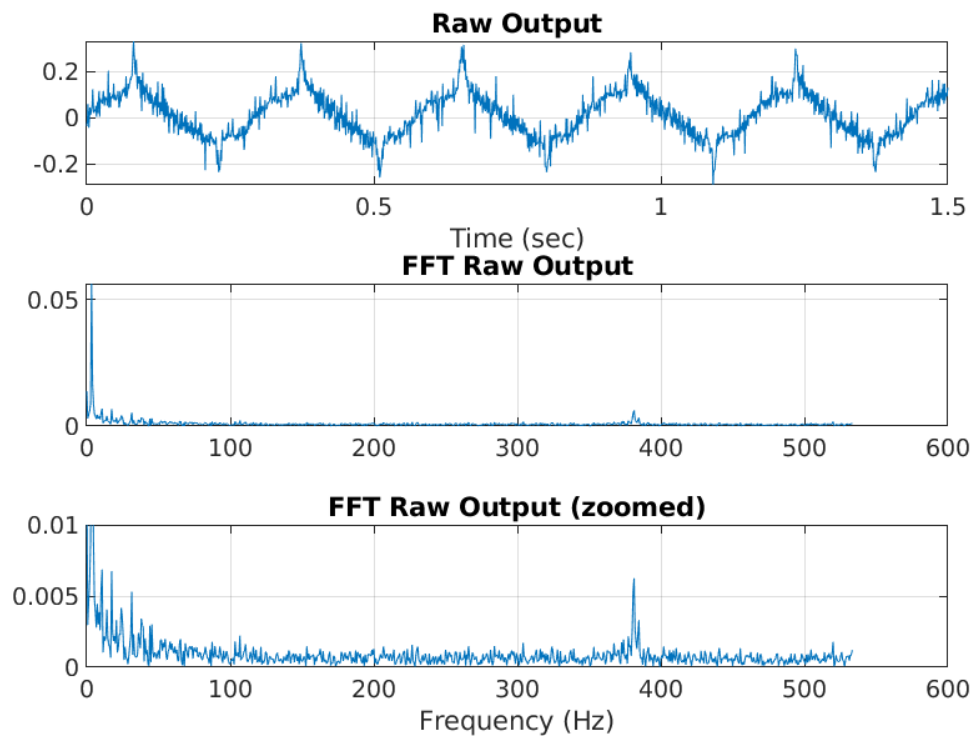 Raw Output
0.2
0
-0.2
0 0.5 1 1.5
Time (sec)
FFT Raw Output
0.05
0
0 100 200 300 400 500 600
FFT Raw Output (zoomed)
0.01
0.005
0
0 100 200 300 400 500 600
Frequency (Hz)